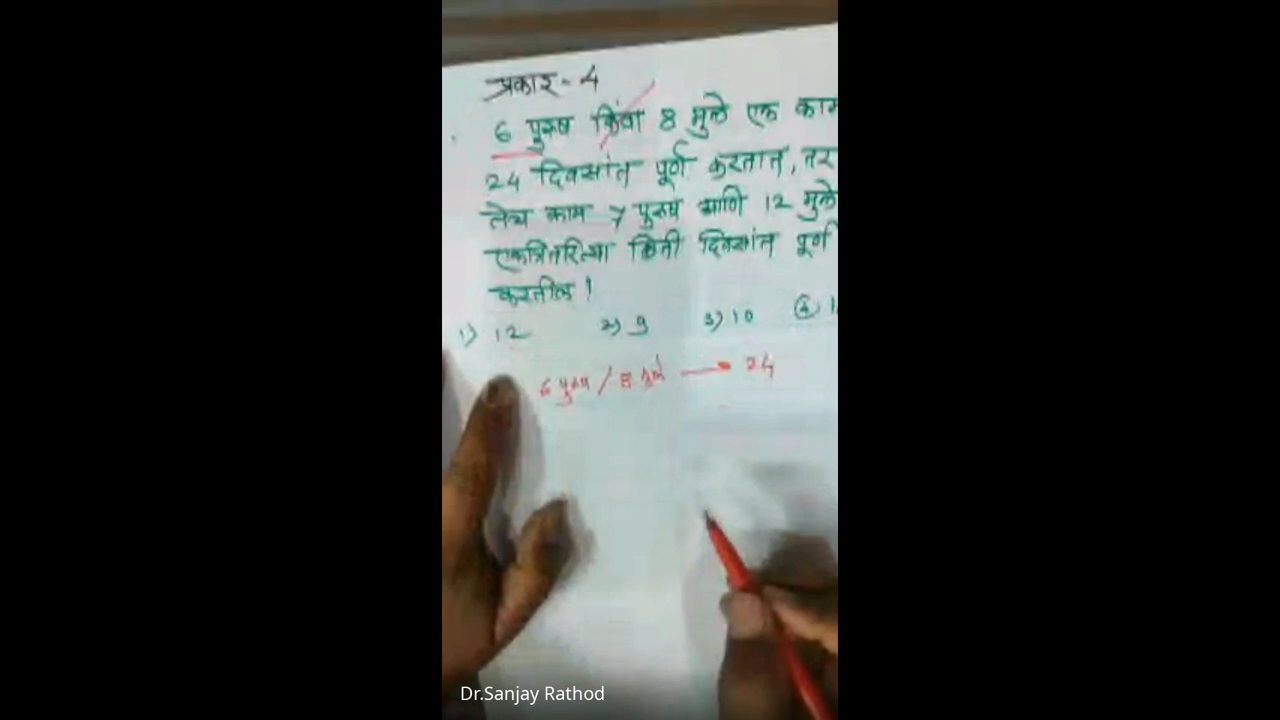 प्रकार - 4
6 पुरूष किंवा 8 मुले एक काम
24 दिवसांत पूर्ण करतात, तर
तेच काम 7 पुरूष आणि 12 मुले
एकत्रितरित्या किती दिवसांत पूर्ण
करतील !
1) 12 2) 9 3) 10 4)
6 पुरूष / 8 मुले → 24
Dr.Sanjay Rathod